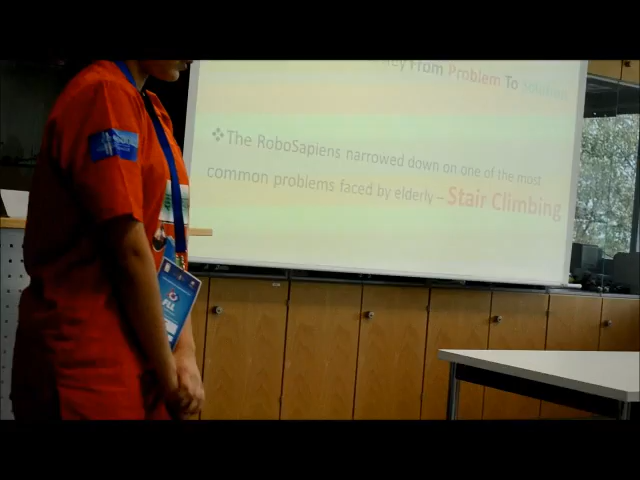 From Problem To Solution
❖The RoboSapiens narrowed down on one of the most
common problems faced by elderly – Stair Climbing